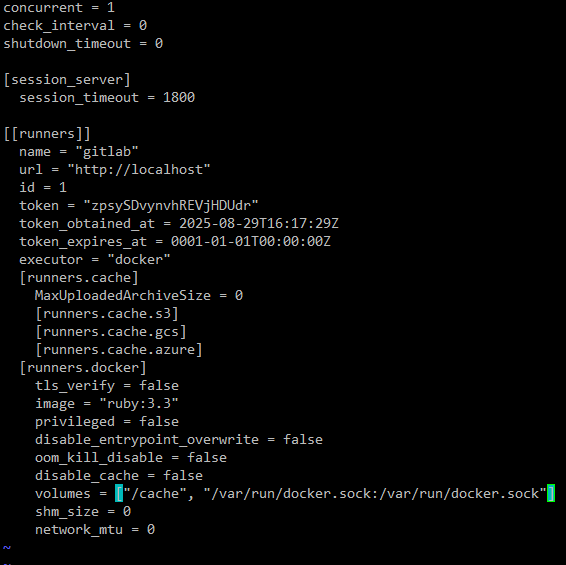 concurrent = 1
check_interval = 0
shutdown_timeout = 0

[session_server]
  session_timeout = 1800

[[runners]]
  name = "gitlab"
  url = "http://localhost"
  id = 1
  token = "zpsySDvynvhREVjHDUdr"
  token_obtained_at = 2025-08-29T16:17:29Z
  token_expires_at = 0001-01-01T00:00:00Z
  executor = "docker"
  [runners.cache]
    MaxUploadedArchiveSize = 0
    [runners.cache.s3]
    [runners.cache.gcs]
    [runners.cache.azure]
  [runners.docker]
    tls_verify = false
    image = "ruby:3.3"
    privileged = false
    disable_entrypoint_overwrite = false
    oom_kill_disable = false
    disable_cache = false
    volumes = ["/cache", "/var/run/docker.sock:/var/run/docker.sock"]
    shm_size = 0
    network_mtu = 0
~
~